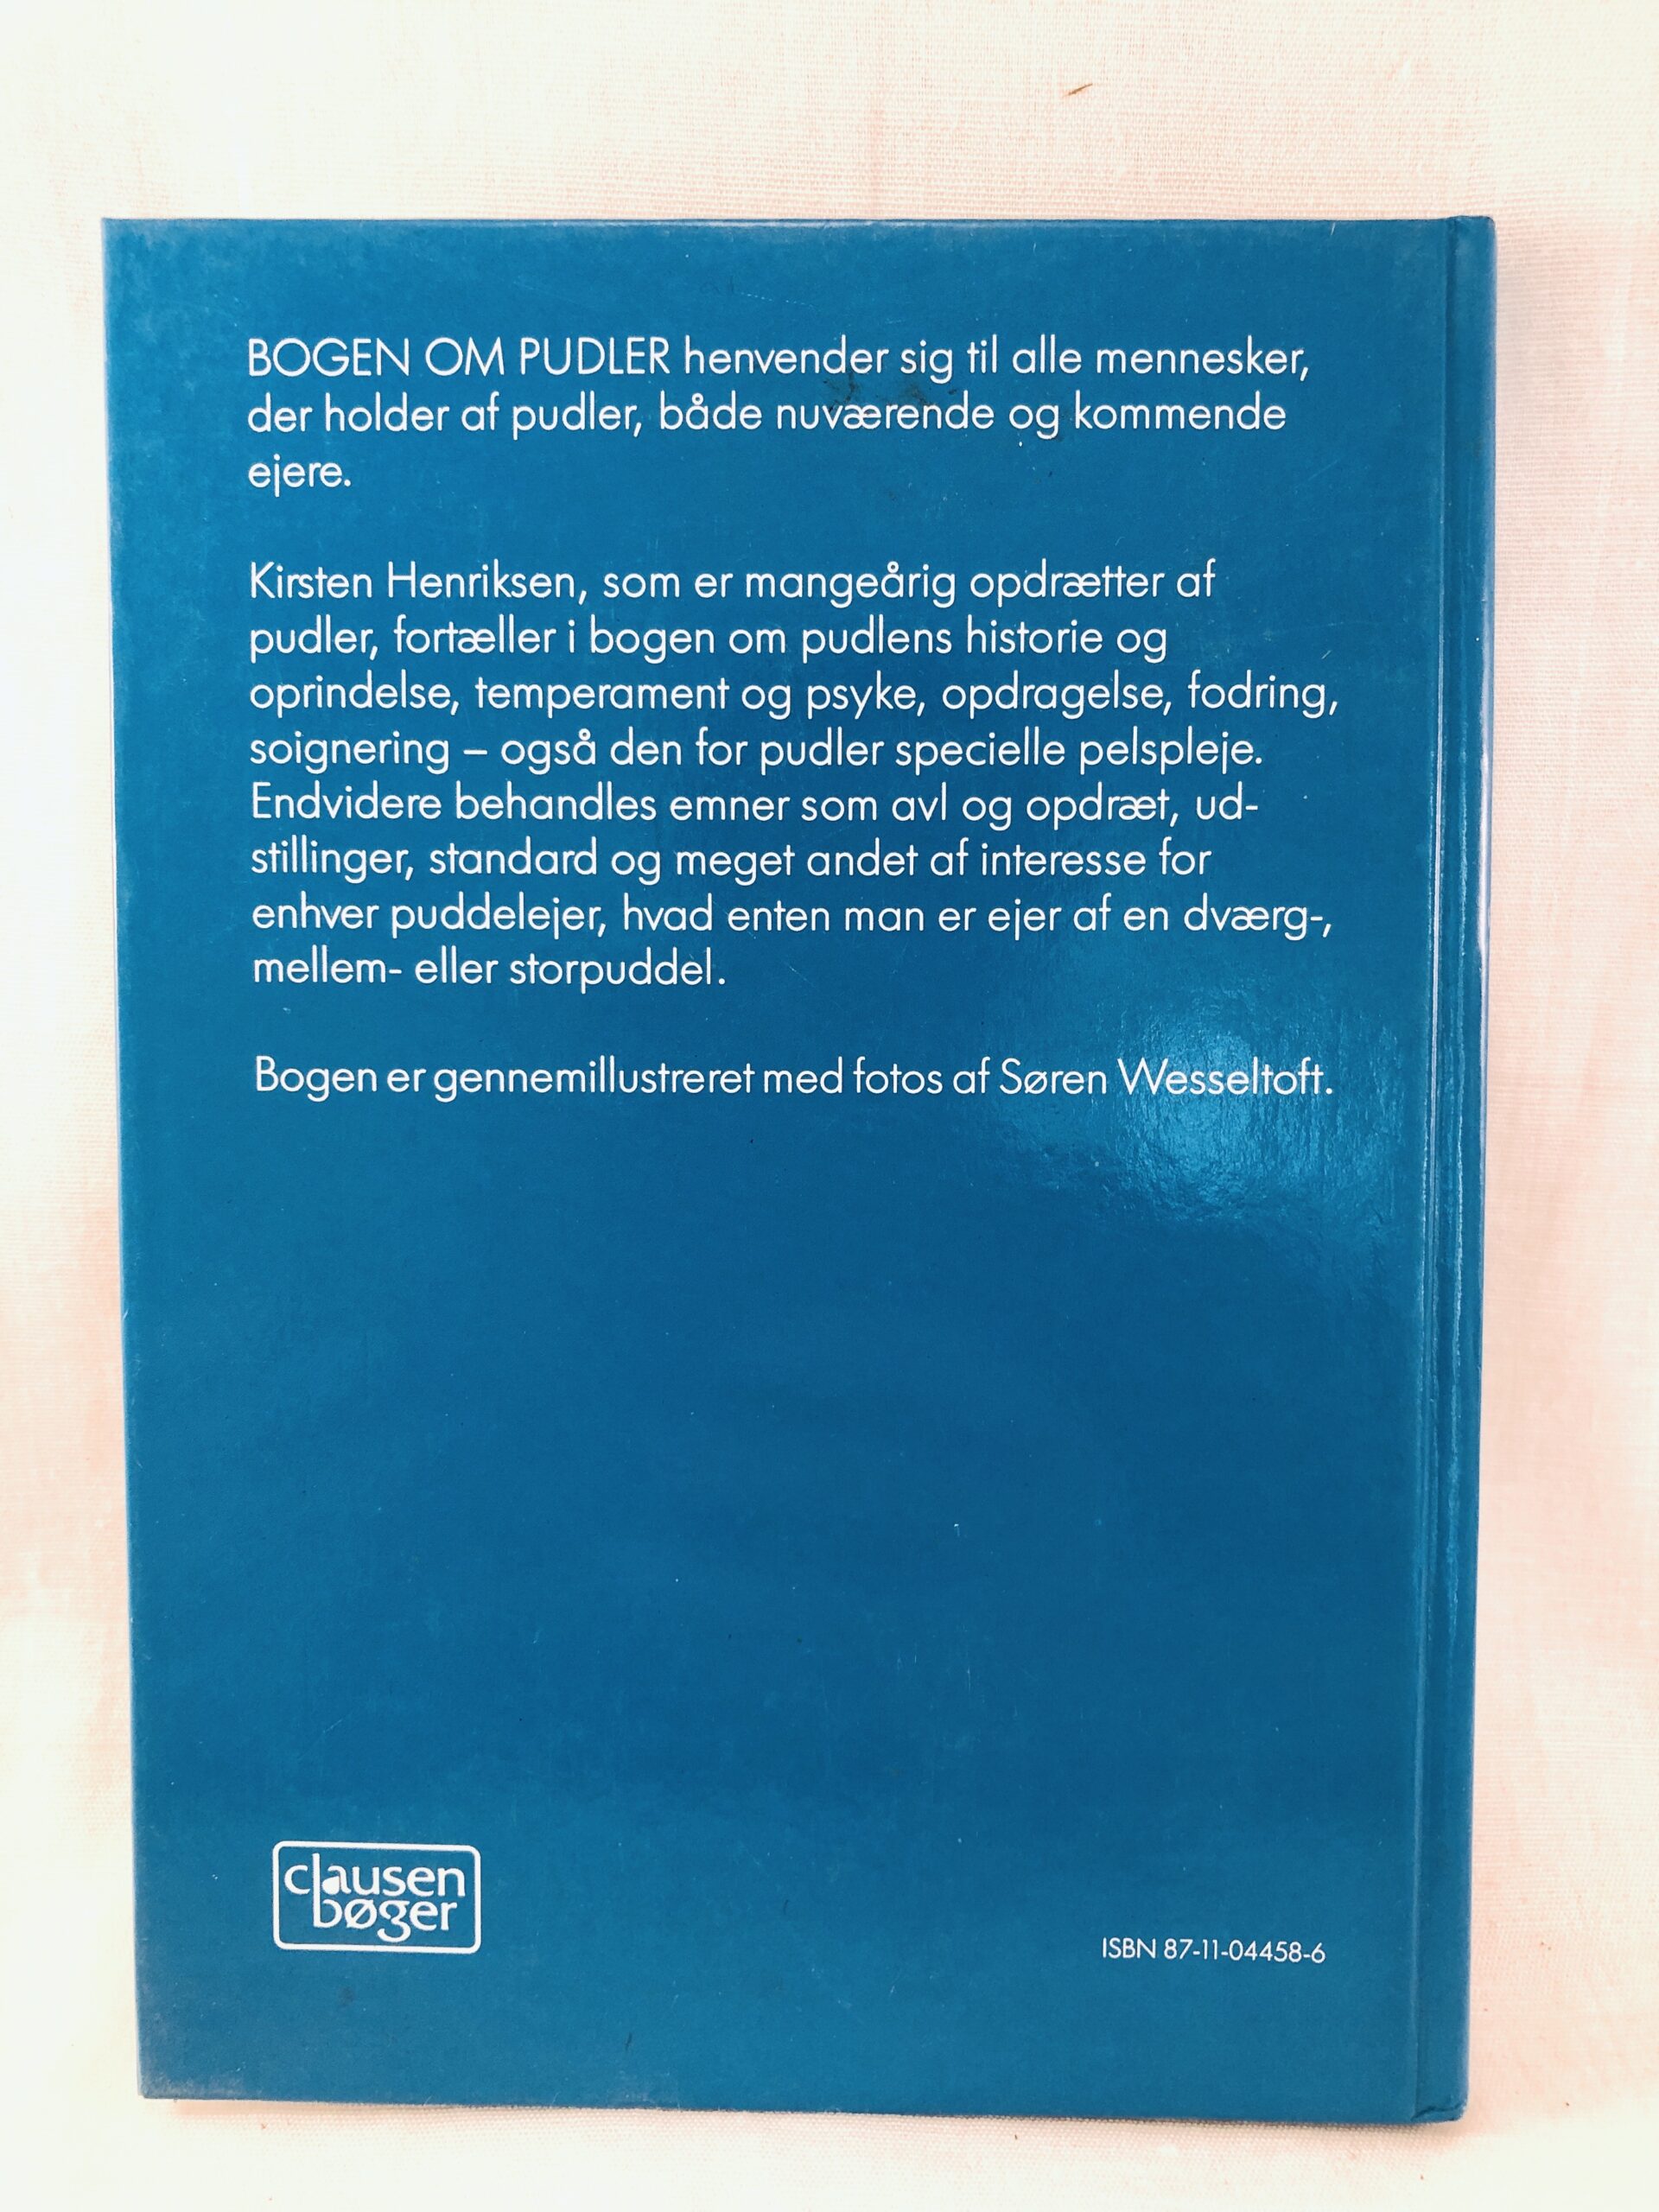 BOGEN OM PUDLER henvender sig til alle mennesker,
der holder af pudler, både nuværende og kommende
ejere.
Kirsten Henriksen, som er mangeårig opdrætter af
pudler, fortæller i bogen om pudlens historie og
oprindelse, temperament og psyke, opdragelse, fodring,
soignering – også den for pudler specielle pelspleje.
Endvidere behandles emner som avl og opdræt, ud-
stillinger, standard og meget andet af interesse for
enhver puddelejer, hvad enten man er ejer af en dværg-,
mellem- eller storpuddel.
Bogen er gennemillustreret med fotos af Søren Wesseltoft.
clausen
bøger
ISBN 87-11-04458-6